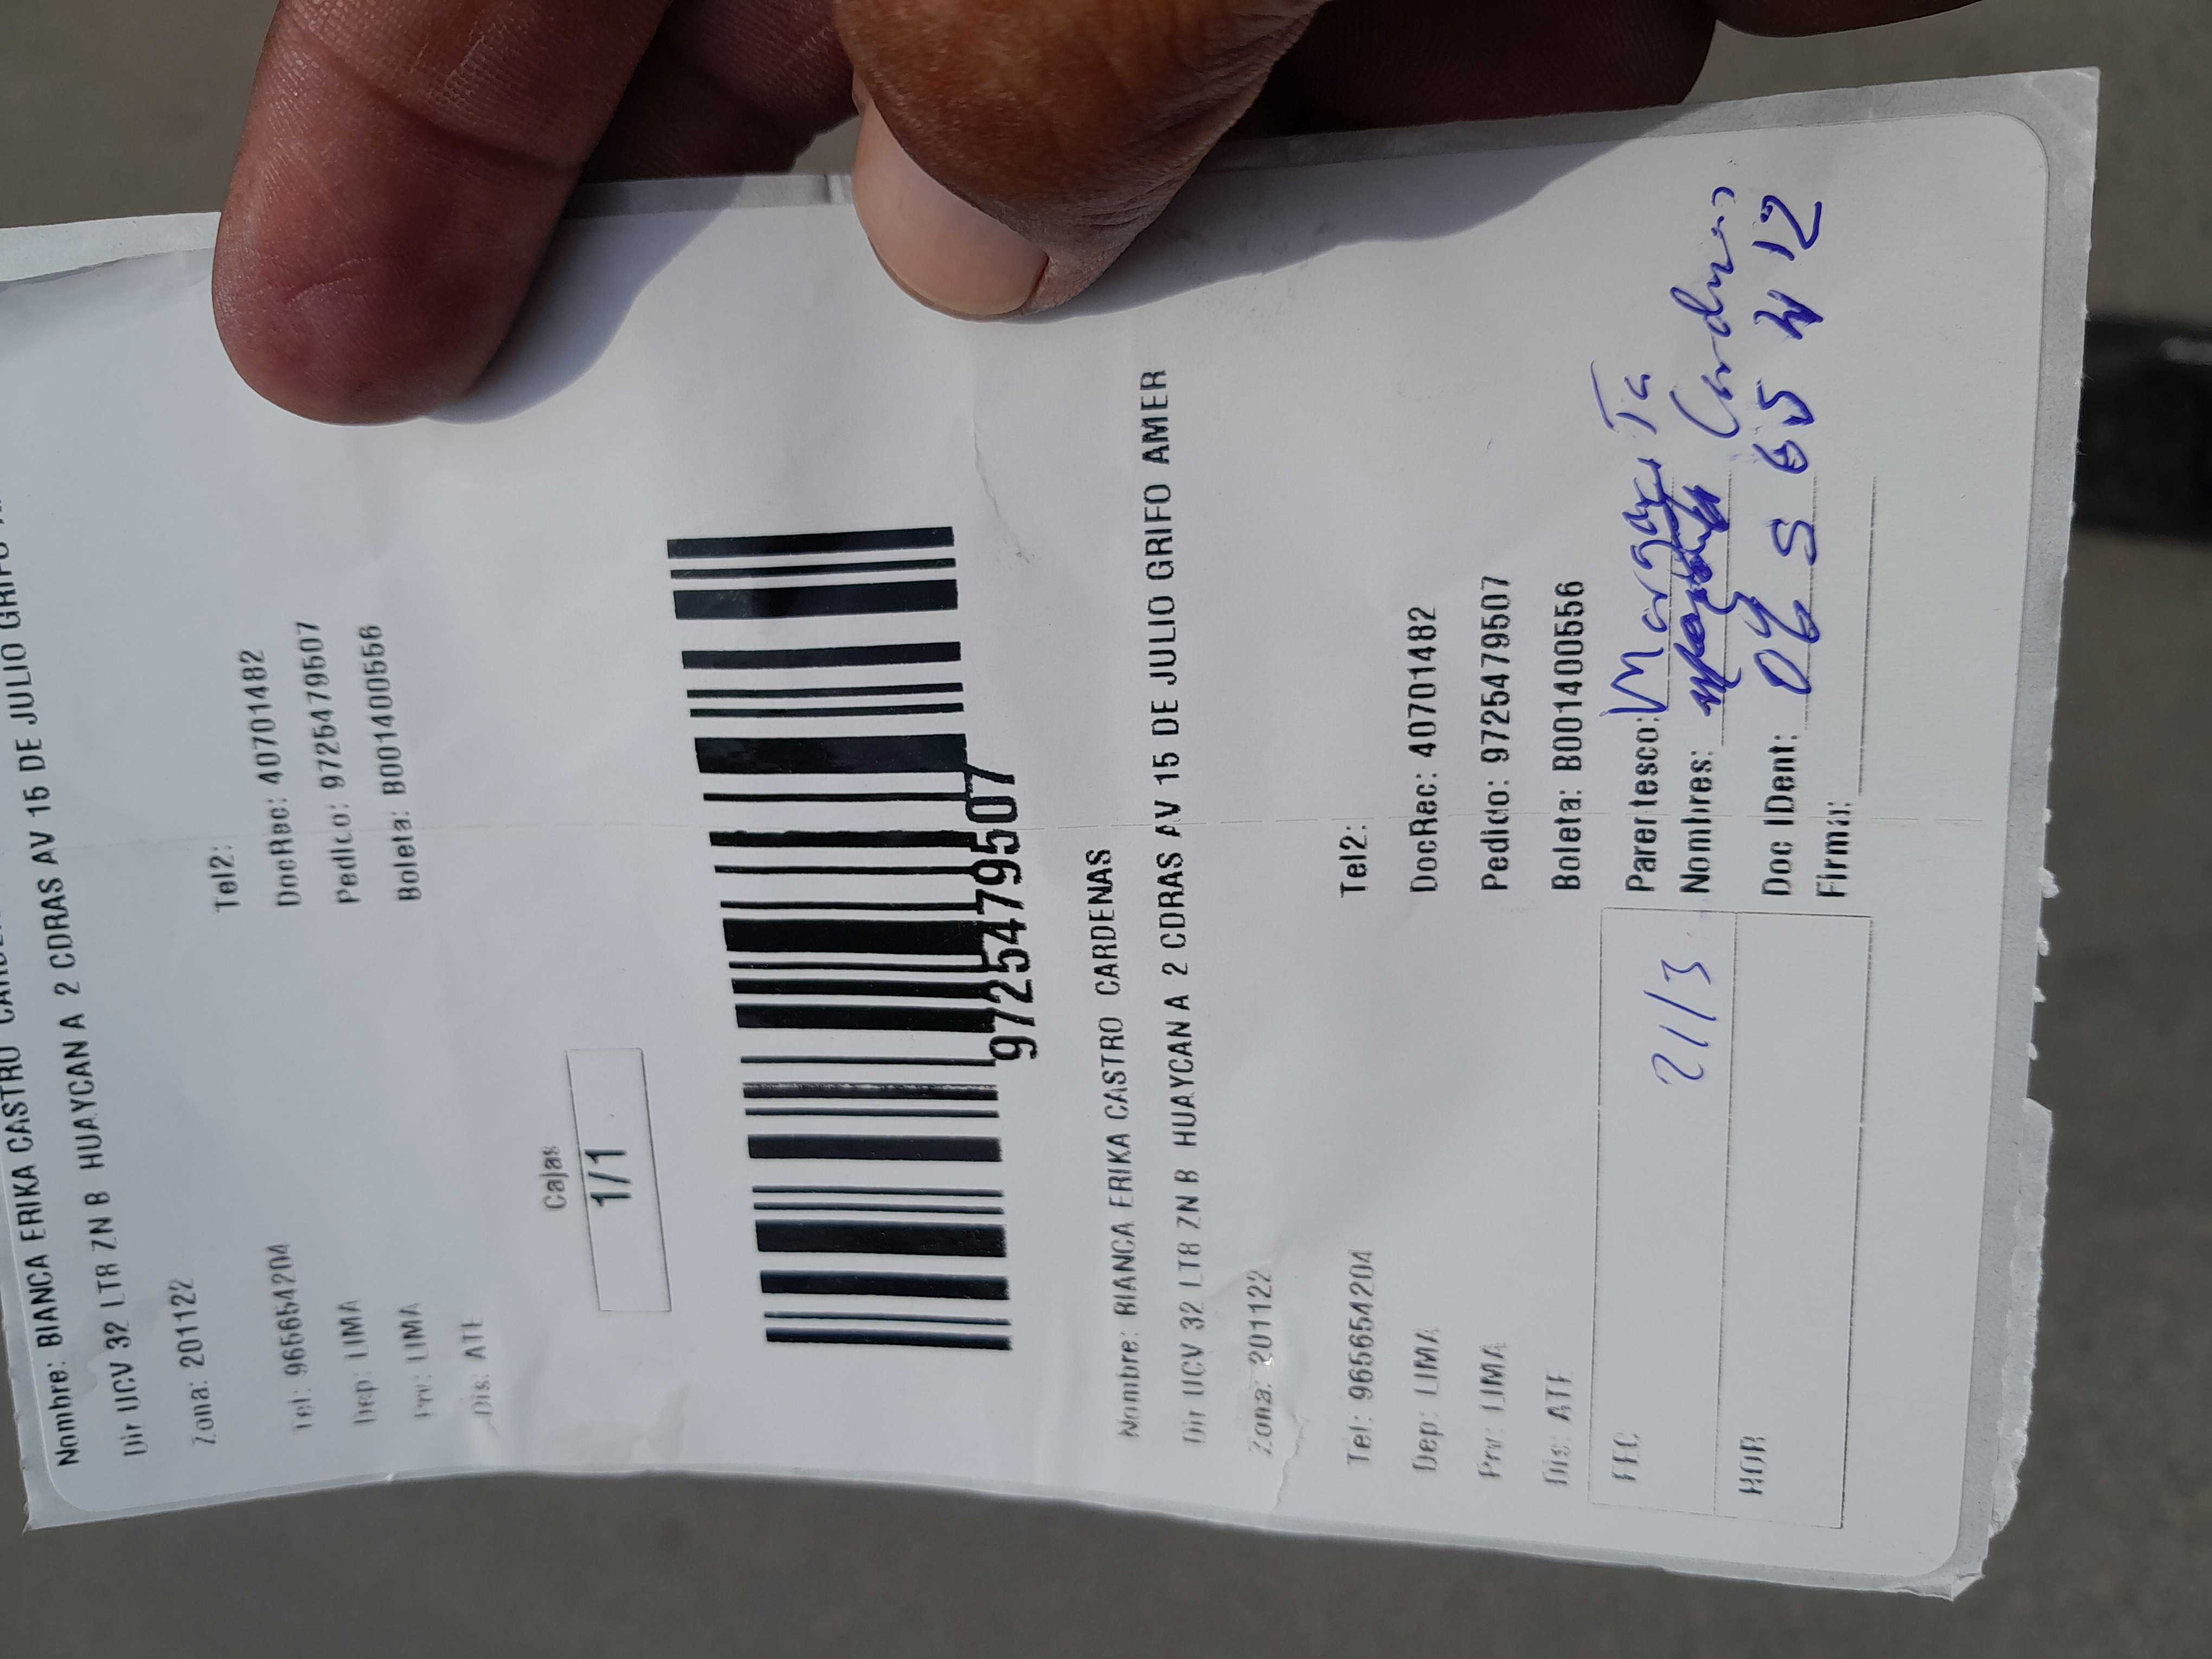 Nombre: BIANCA ERIKA CASTRO
Dir UCV 32 LT8 ZN B HUAYCAN A 2 CDRAS AV 15 DE JULIO GRIFO
Zona: 201122
Tel: 965654204 Tel2:
Dep: LIMA DocRec: 40701482
Prv: LIMA Pedido: 9725479507
Dis: ATE Boleta: B001400556
Cajas
1/1
9725479507
Nombre: BIANCA ERIKA CASTRO CARDENAS
Dir UCV 32 LT8 ZN B HUAYCAN A 2 CDRAS AV 15 DE JULIO GRIFO AMER
Zona: 201122
Tel: 965654204 Tel2:
Dep: LIMA DocRec: 40701482
Prv: LIMA Pedido: 9725479507
Dis: ATE Boleta: B001400556
FEC 21/3 Parertesco: Margari Ta
Nombres:
HOR Doc IDent:
Firma: